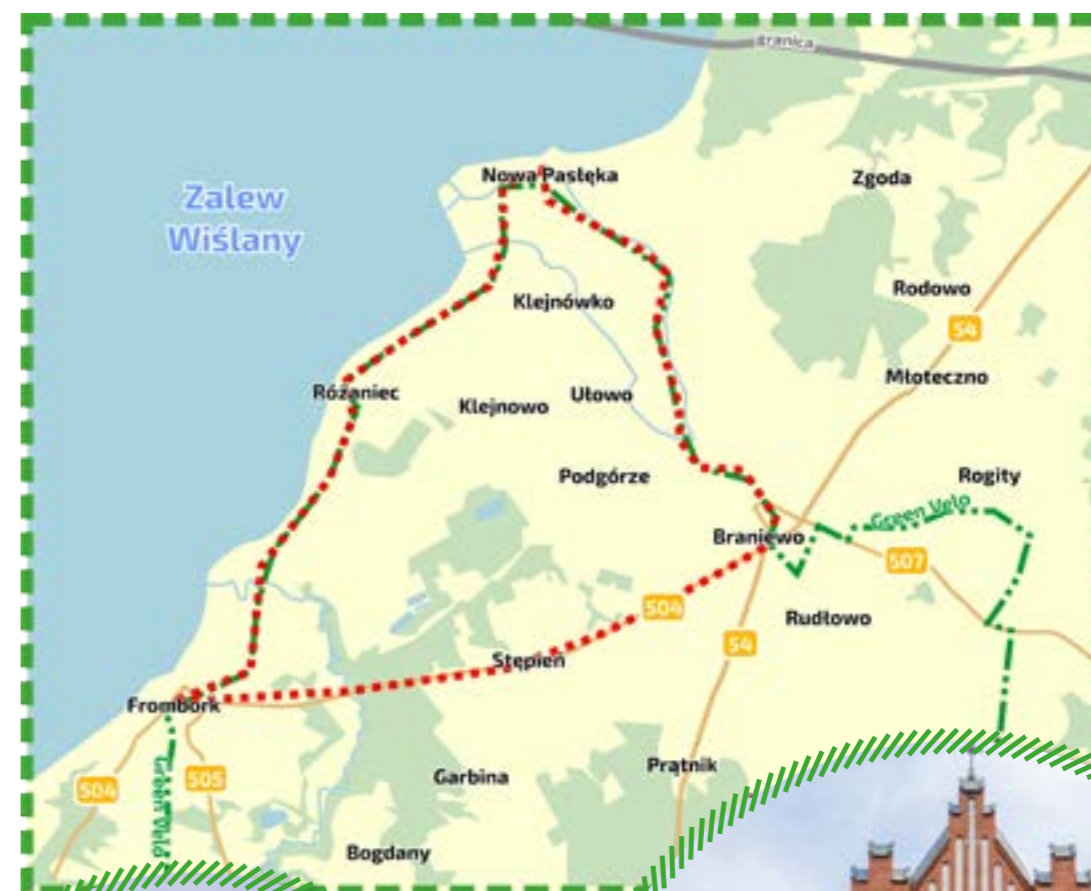 granica
Nowa Pasłęka
Zgoda
Zalew
Wiślany
Rodowo
Klejnówko
54
Młoteczno
Różaniec
Ułowo
Klejnowo
Podgórze
Rogity
Green Velo
Braniewo
507
504
Rudłowo
54
Stępień
Frombork
Prątnik
Garbina
504
505
Green Velo
Bogdany